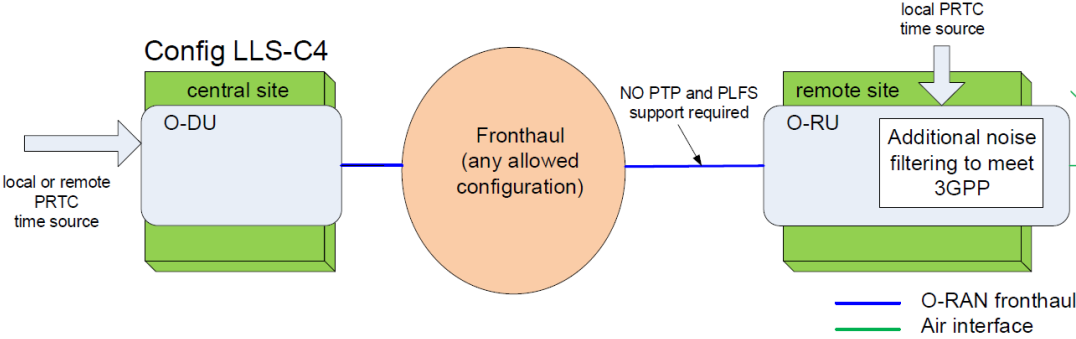 Config LLS-C4
central site
O-DU
local or remote
PRTC
time source
Fronthaul
(any allowed
configuration)
NO PTP and PLFS
support required
local PRTC
time source
remote site
O-RU
Additional noise
filtering to meet
3GPP
O-RAN fronthaul
Air interface